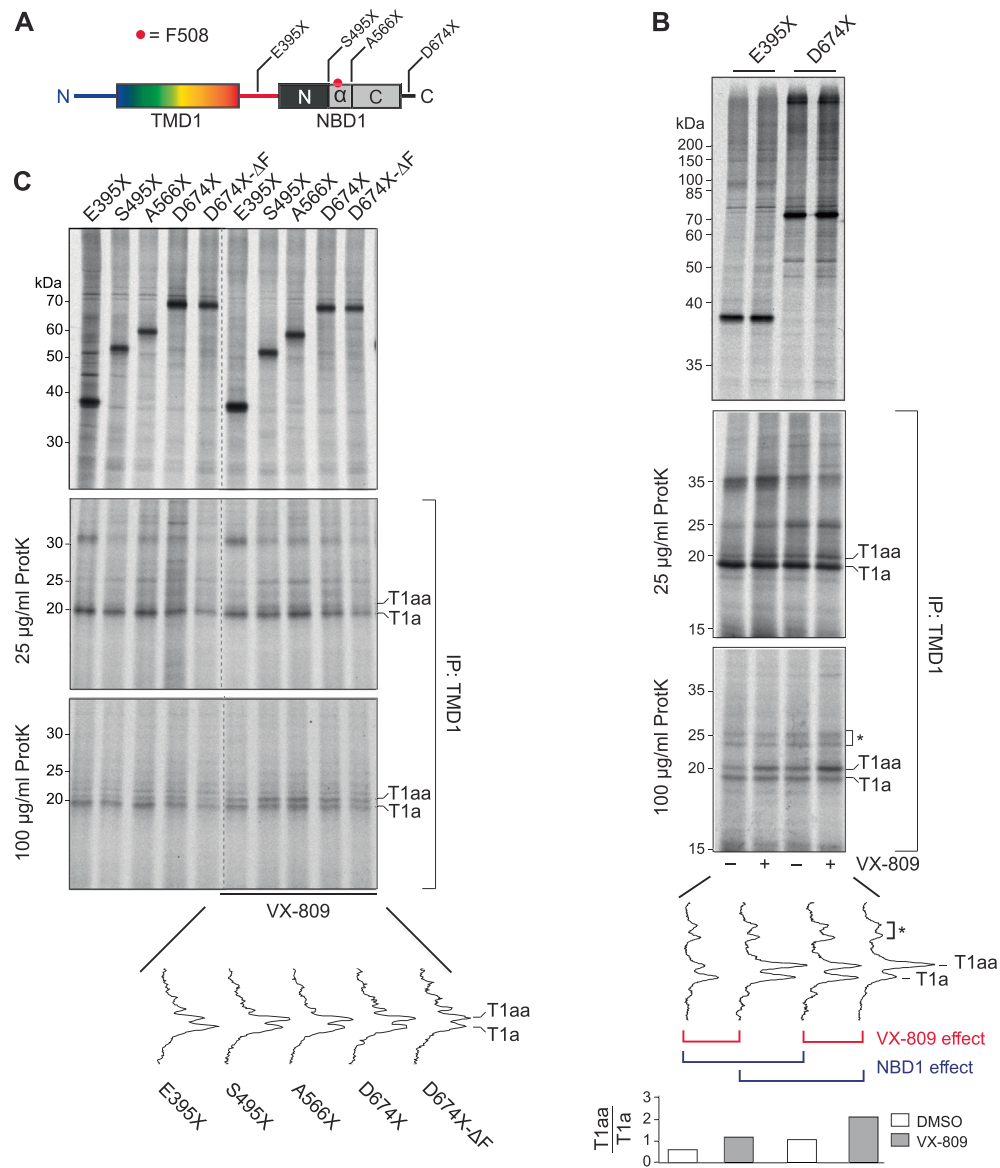 A
= F508
E395X
S495X
A566X
D674X
N
N
α
C
C
TMD1
NBD1
B
E395X
D674X
kDa
200
150
100
85
70
60
50
40
35
25 µg/ml ProtK
35
25
20
15
T1aa
T1a
100 µg/ml ProtK
35
25
20
15
*
T1aa
T1a
IP: TMD1
– + – + VX-809
*
T1aa
T1a
VX-809 effect
NBD1 effect
T1aa
T1a
3
2
1
0
DMSO
VX-809
C
E395X S495X A566X D674X D674X-ΔF E395X S495X A566X D674X D674X-ΔF
kDa
70
60
50
40
30
25 µg/ml ProtK
30
25
20
T1aa
T1a
100 µg/ml ProtK
30
25
20
T1aa
T1a
IP: TMD1
VX-809
T1aa
T1a
E395X S495X A566X D674X D674X-ΔF